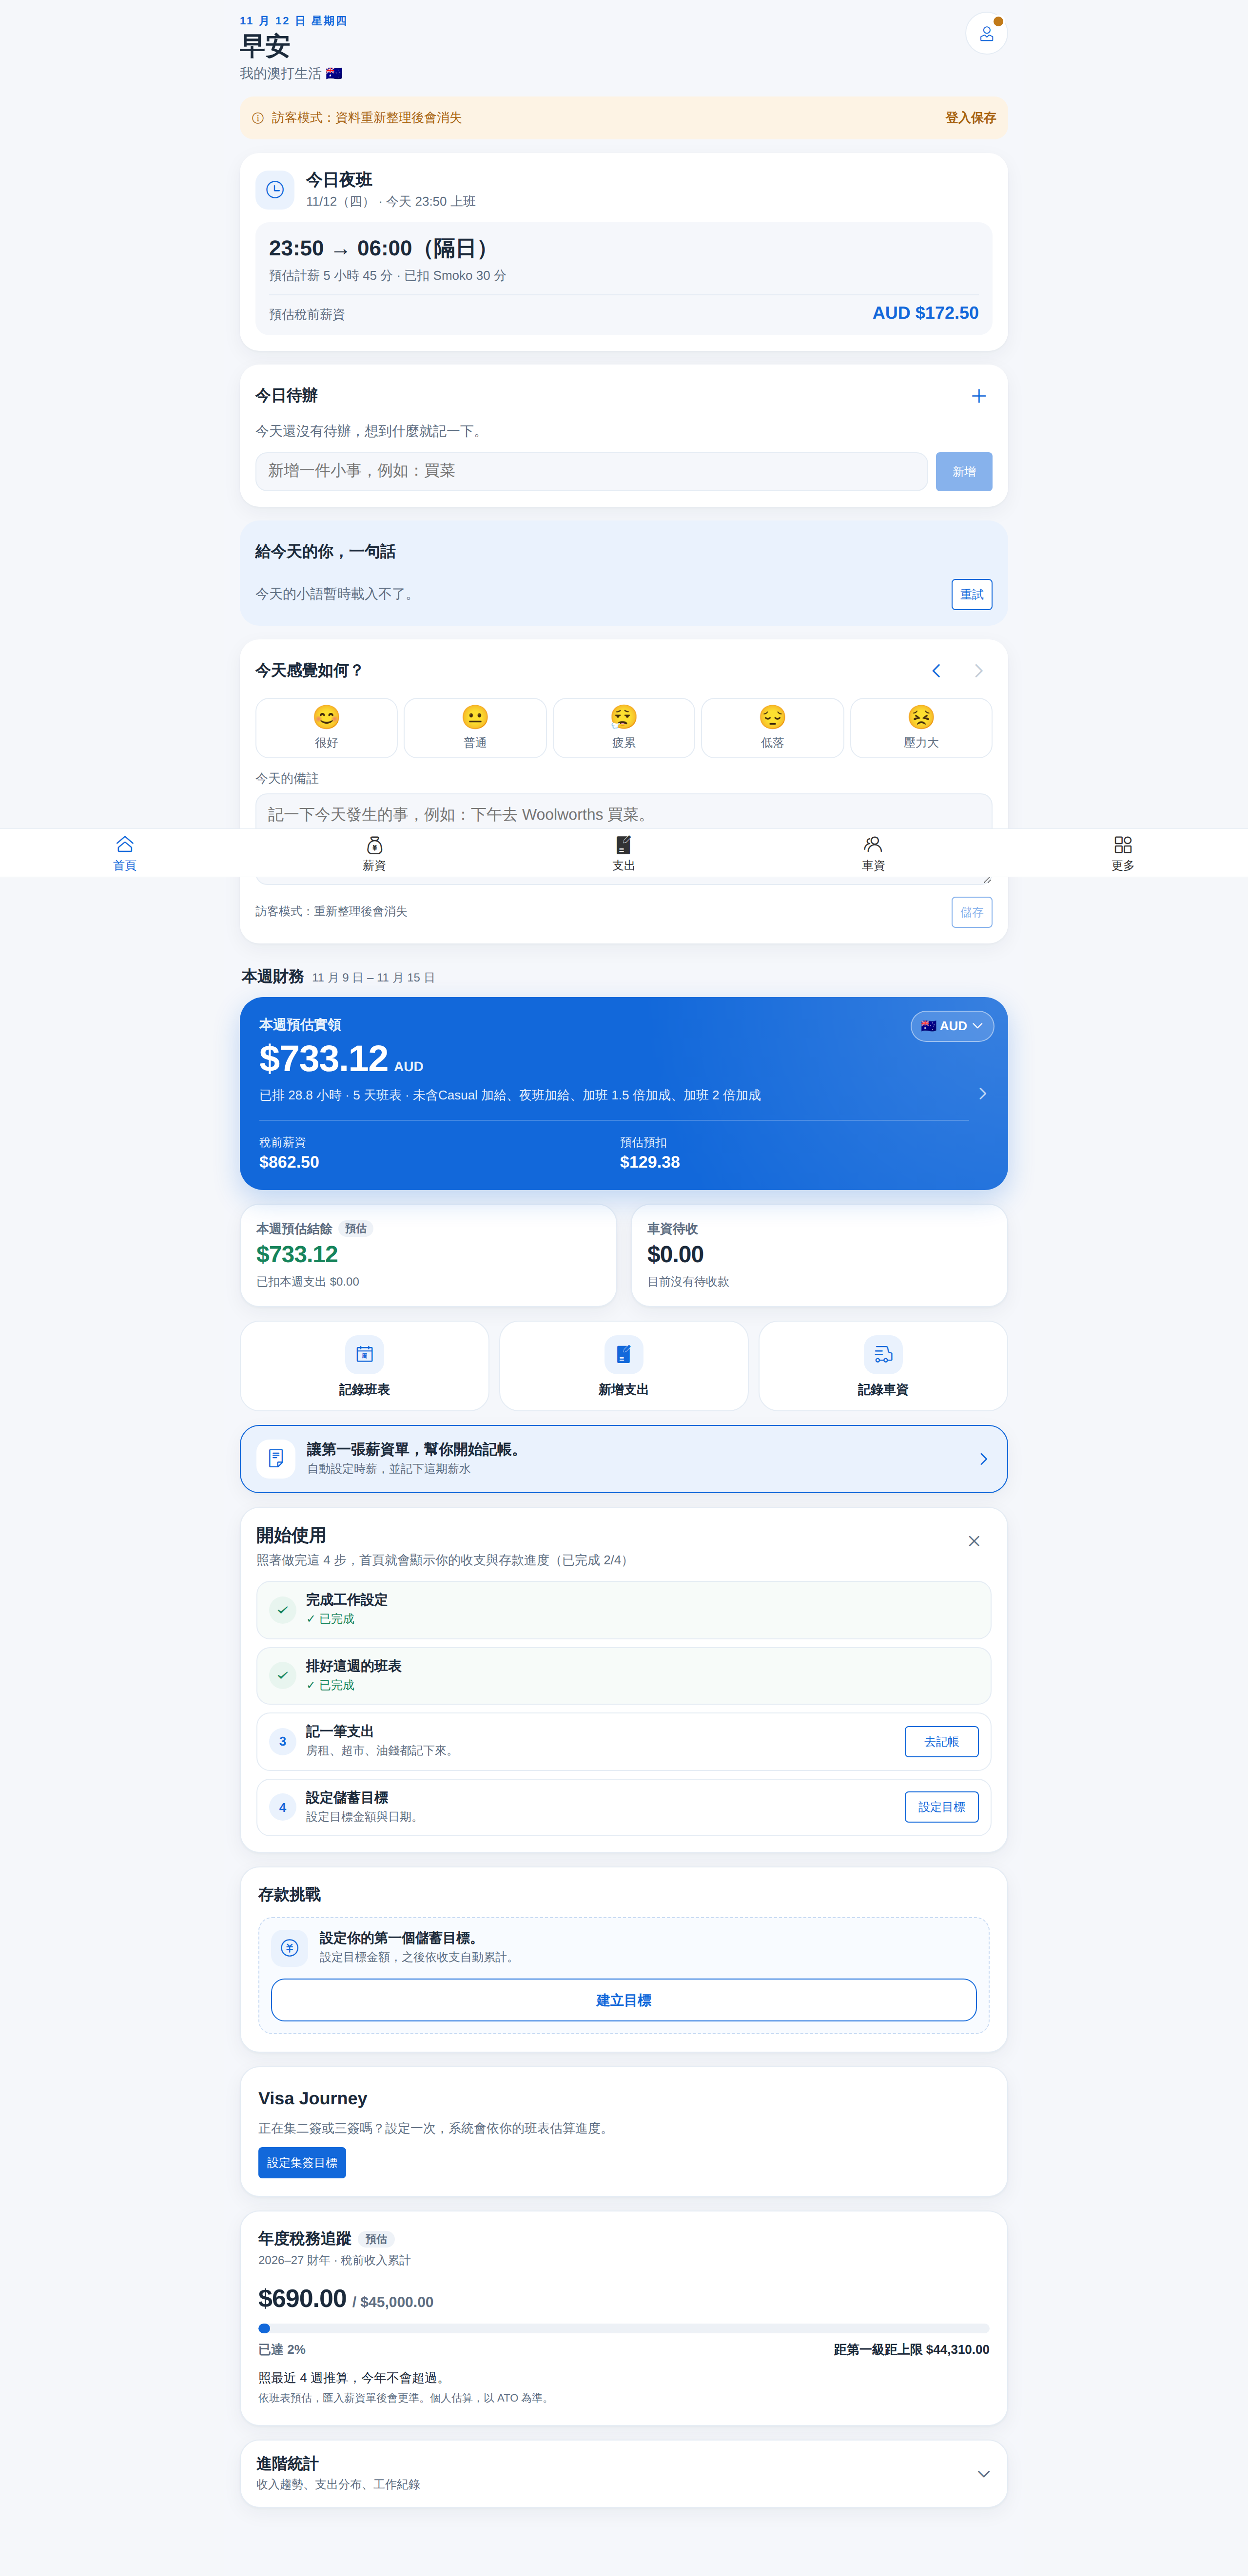 11 月 12 日 星期四
早安
我的澳打生活 🇦🇺
訪客模式：資料重新整理後會消失
登入保存
今日夜班
11/12（四） · 今天 23:50 上班
23:50 → 06:00（隔日）
預估計薪 5 小時 45 分 · 已扣 Smoko 30 分
預估稅前薪資
AUD $172.50
今日待辦
今天還沒有待辦，想到什麼就記一下。
新增一件小事，例如：買菜
新增
給今天的你，一句話
今天的小語暫時載入不了。
重試
今天感覺如何？
很好
普通
疲累
低落
壓力大
今天的備註
記一下今天發生的事，例如：下午去 Woolworths 買菜。
首頁
薪資
支出
車資
更多
訪客模式：重新整理後會消失
儲存
本週財務 11 月 9 日 – 11 月 15 日
本週預估實領
🇦🇺 AUD
$733.12 AUD
已排 28.8 小時 · 5 天班表 · 未含Casual 加給、夜班加給、加班 1.5 倍加成、加班 2 倍加成
稅前薪資
$862.50
預估預扣
$129.38
本週預估結餘 預估
$733.12
已扣本週支出 $0.00
車資待收
$0.00
目前沒有待收款
記錄班表
新增支出
記錄車資
讓第一張薪資單，幫你開始記帳。
自動設定時薪，並記下這期薪水
開始使用
照著做完這 4 步，首頁就會顯示你的收支與存款進度（已完成 2/4）
完成工作設定
✓ 已完成
排好這週的班表
✓ 已完成
3
記一筆支出
房租、超市、油錢都記下來。
去記帳
4
設定儲蓄目標
設定目標金額與日期。
設定目標
存款挑戰
設定你的第一個儲蓄目標。
設定目標金額，之後依收支自動累計。
建立目標
Visa Journey
正在集二簽或三簽嗎？設定一次，系統會依你的班表估算進度。
設定集簽目標
年度稅務追蹤 預估
2026–27 財年 · 稅前收入累計
$690.00 / $45,000.00
已達 2%
距第一級距上限 $44,310.00
照最近 4 週推算，今年不會超過。
依班表預估，匯入薪資單後會更準。個人估算，以 ATO 為準。
進階統計
收入趨勢、支出分布、工作紀錄